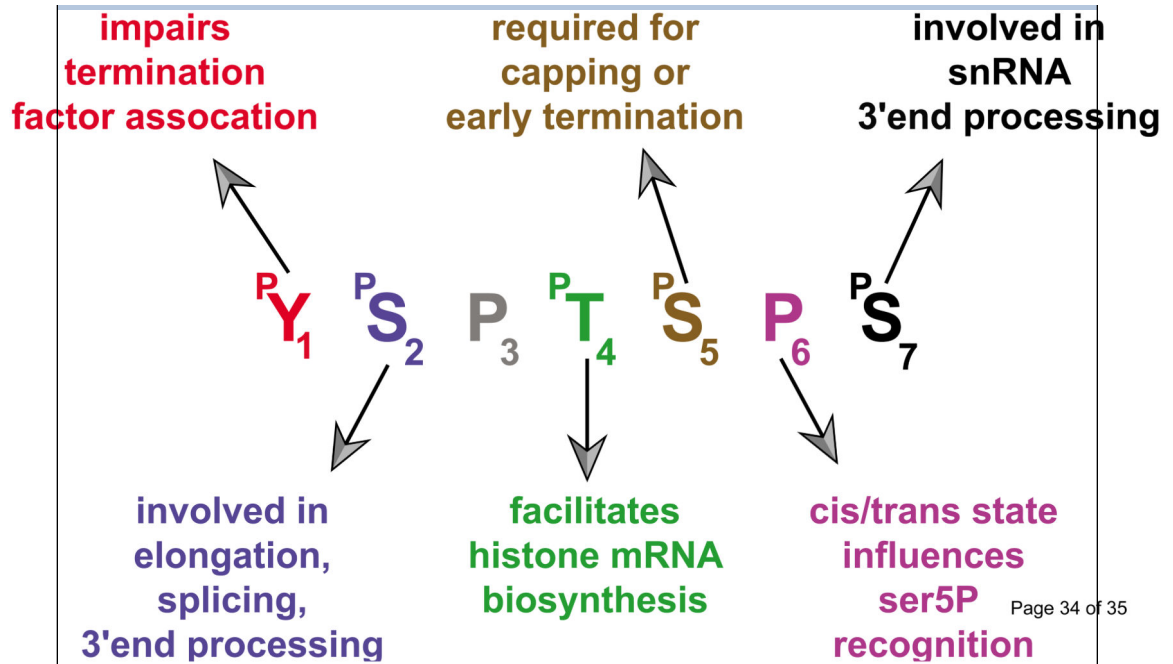 impairs
termination
factor assocation
required for
capping or
early termination
involved in
snRNA
3'end processing
PY1 PS2 P3 PT4 PS5 P6 PS7
involved in
elongation,
splicing,
3'end processing
facilitates
histone mRNA
biosynthesis
cis/trans state
influences
ser5P
recognition
Page 34 of 35